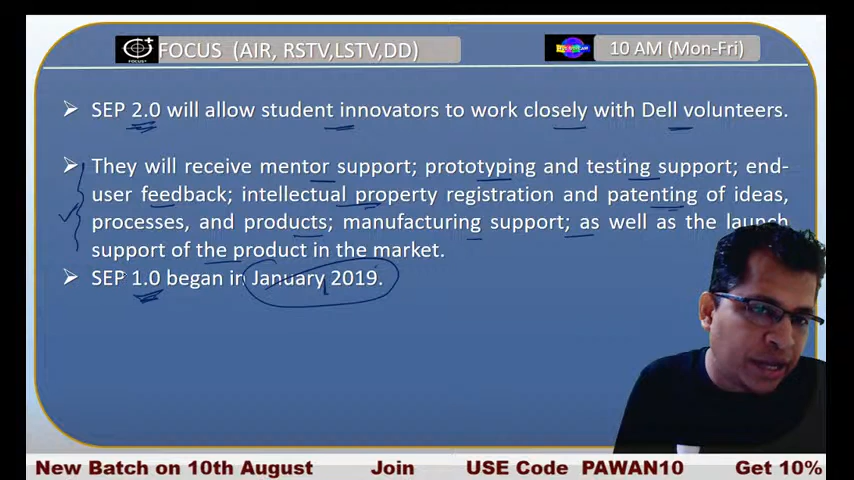 FOCUS (AIR, RSTV,LSTV,DD)
10 AM (Mon-Fri)
SEP 2.0 will allow student innovators to work closely with Dell volunteers.
They will receive mentor support; prototyping and testing support; end-
user feedback; intellectual property registration and patenting of ideas,
processes, and products; manufacturing support; as well as the launch
support of the product in the market.
SEP 1.0 began in January 2019.
New Batch on 10th August Join USE Code PAWAN10 Get 10%